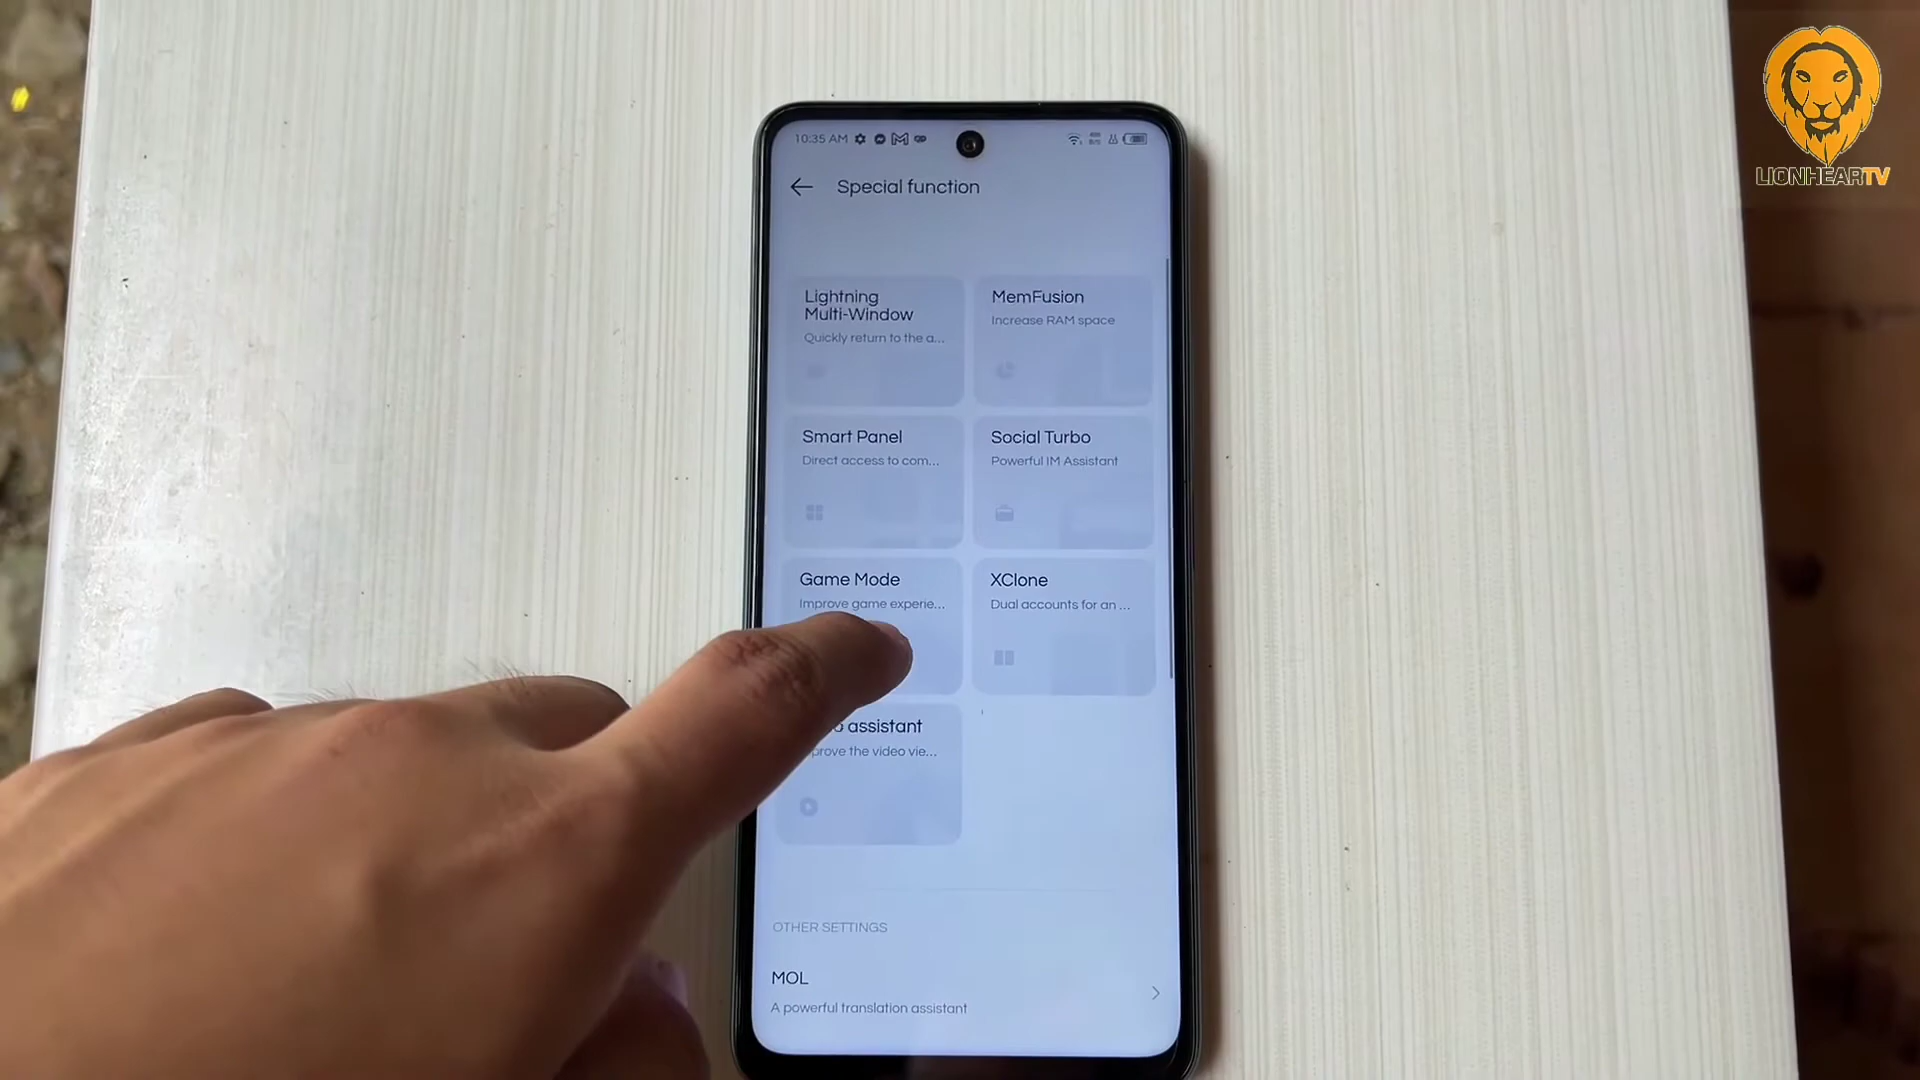 LIONHEARTV
10:35 AM
Special function
Lightning
Multi-Window
Quickly return to the a...
MemFusion
Increase RAM space
Smart Panel
Direct access to com...
Social Turbo
Powerful IM Assistant
Game Mode
Improve game experie...
XClone
Dual accounts for an ...
assistant
prove the video vie...
OTHER SETTINGS
MOL
A powerful translation assistant